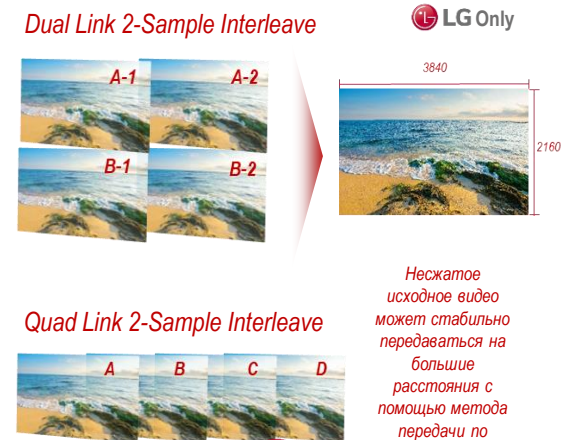 Dual Link 2-Sample Interleave
LG Only
A-1
A-2
B-1
B-2
3840
2160
Quad Link 2-Sample Interleave
A
B
C
D
Несжатое
исходное видео
может стабильно
передаваться на
большие
расстояния с
помощью метода
передачи по